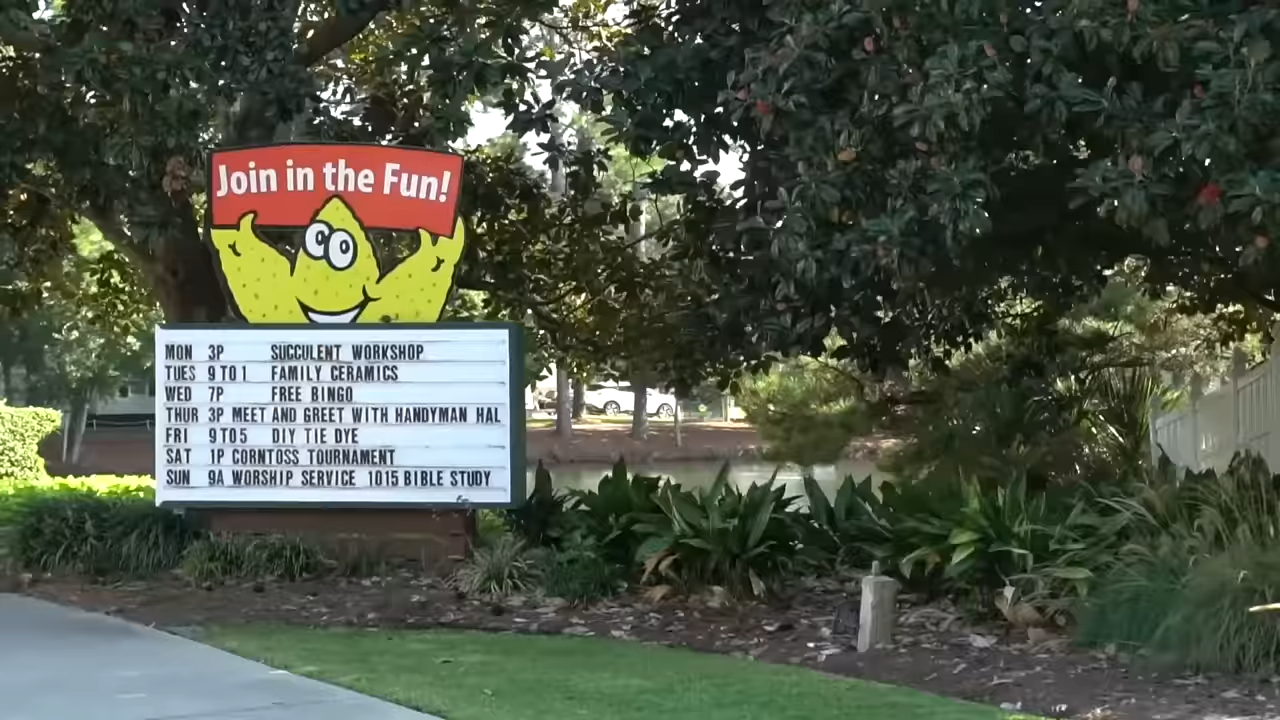 Join in the Fun!
MON 3P SUCCULENT WORKSHOP
TUES 9 TO 1 FAMILY CERAMICS
WED 7P FREE BINGO
THUR 3P MEET AND GREET WITH HANDYMAN HAL
FRI 9 TO 5 DIY TIE DYE
SAT 1P CORNTOSS TOURNAMENT
SUN 9A WORSHIP SERVICE 1015 BIBLE STUDY